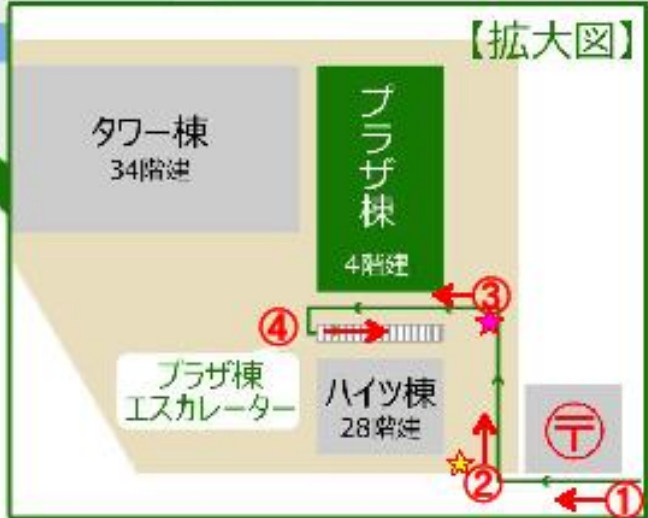 【拡大図】
タワー棟
34階建
プラザ棟
4階建
③
④
プラザ棟
エスカレーター
ハイツ棟
28階建
〒
②
①